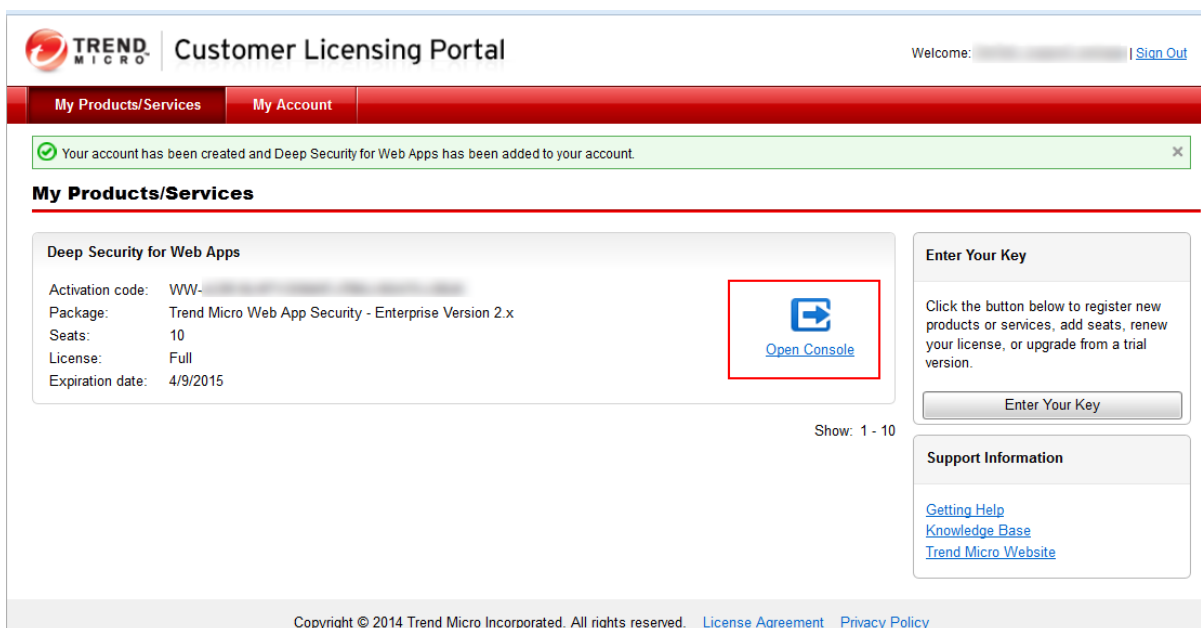 TREND MICRO Customer Licensing Portal
Welcome: | Sign Out
My Products/Services My Account
Your account has been created and Deep Security for Web Apps has been added to your account. ×
My Products/Services
Deep Security for Web Apps
Activation code: WW-
Package: Trend Micro Web App Security - Enterprise Version 2.x
Seats: 10
License: Full
Expiration date: 4/9/2015
Open Console
Show: 1 - 10
Enter Your Key
Click the button below to register new
products or services, add seats, renew
your license, or upgrade from a trial
version.
Enter Your Key
Support Information
Getting Help
Knowledge Base
Trend Micro Website
Copyright © 2014 Trend Micro Incorporated. All rights reserved. License Agreement Privacy Policy